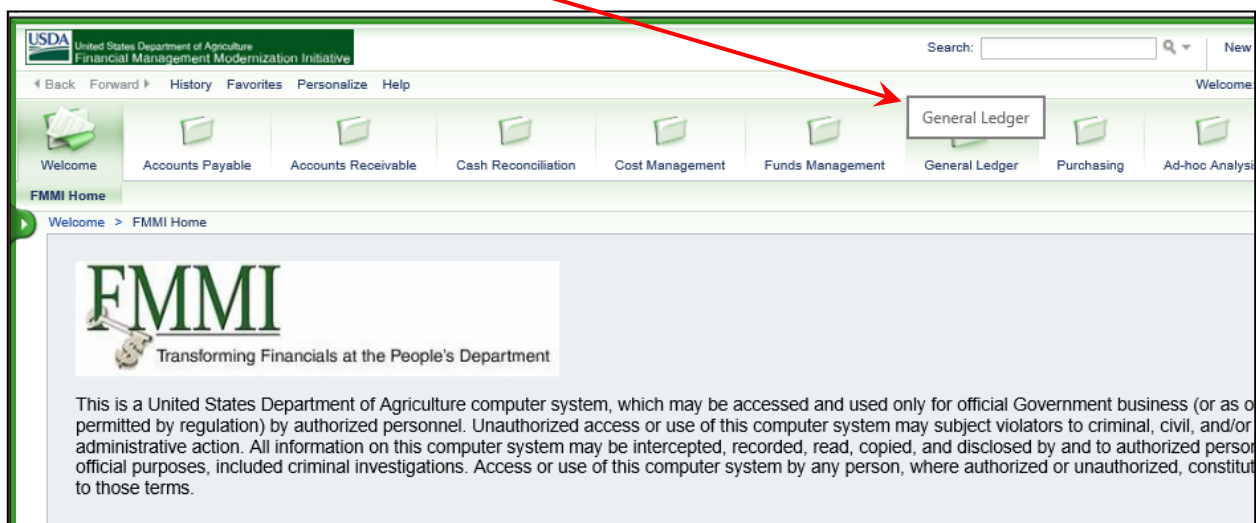 USDA United States Department of Agriculture
Financial Management Modernization Initiative
Search:
New
Back Forward History Favorites Personalize Help
Welcome:
General Ledger
Welcome Accounts Payable Accounts Receivable Cash Reconciliation Cost Management Funds Management General Ledger Purchasing Ad-hoc Analysi
FMMI Home
Welcome > FMMI Home
FMMI
Transforming Financials at the People's Department
This is a United States Department of Agriculture computer system, which may be accessed and used only for official Government business (or as o
permitted by regulation) by authorized personnel. Unauthorized access or use of this computer system may subject violators to criminal, civil, and/or
administrative action. All information on this computer system may be intercepted, recorded, read, copied, and disclosed by and to authorized person
official purposes, included criminal investigations. Access or use of this computer system by any person, where authorized or unauthorized, constitut
to those terms.